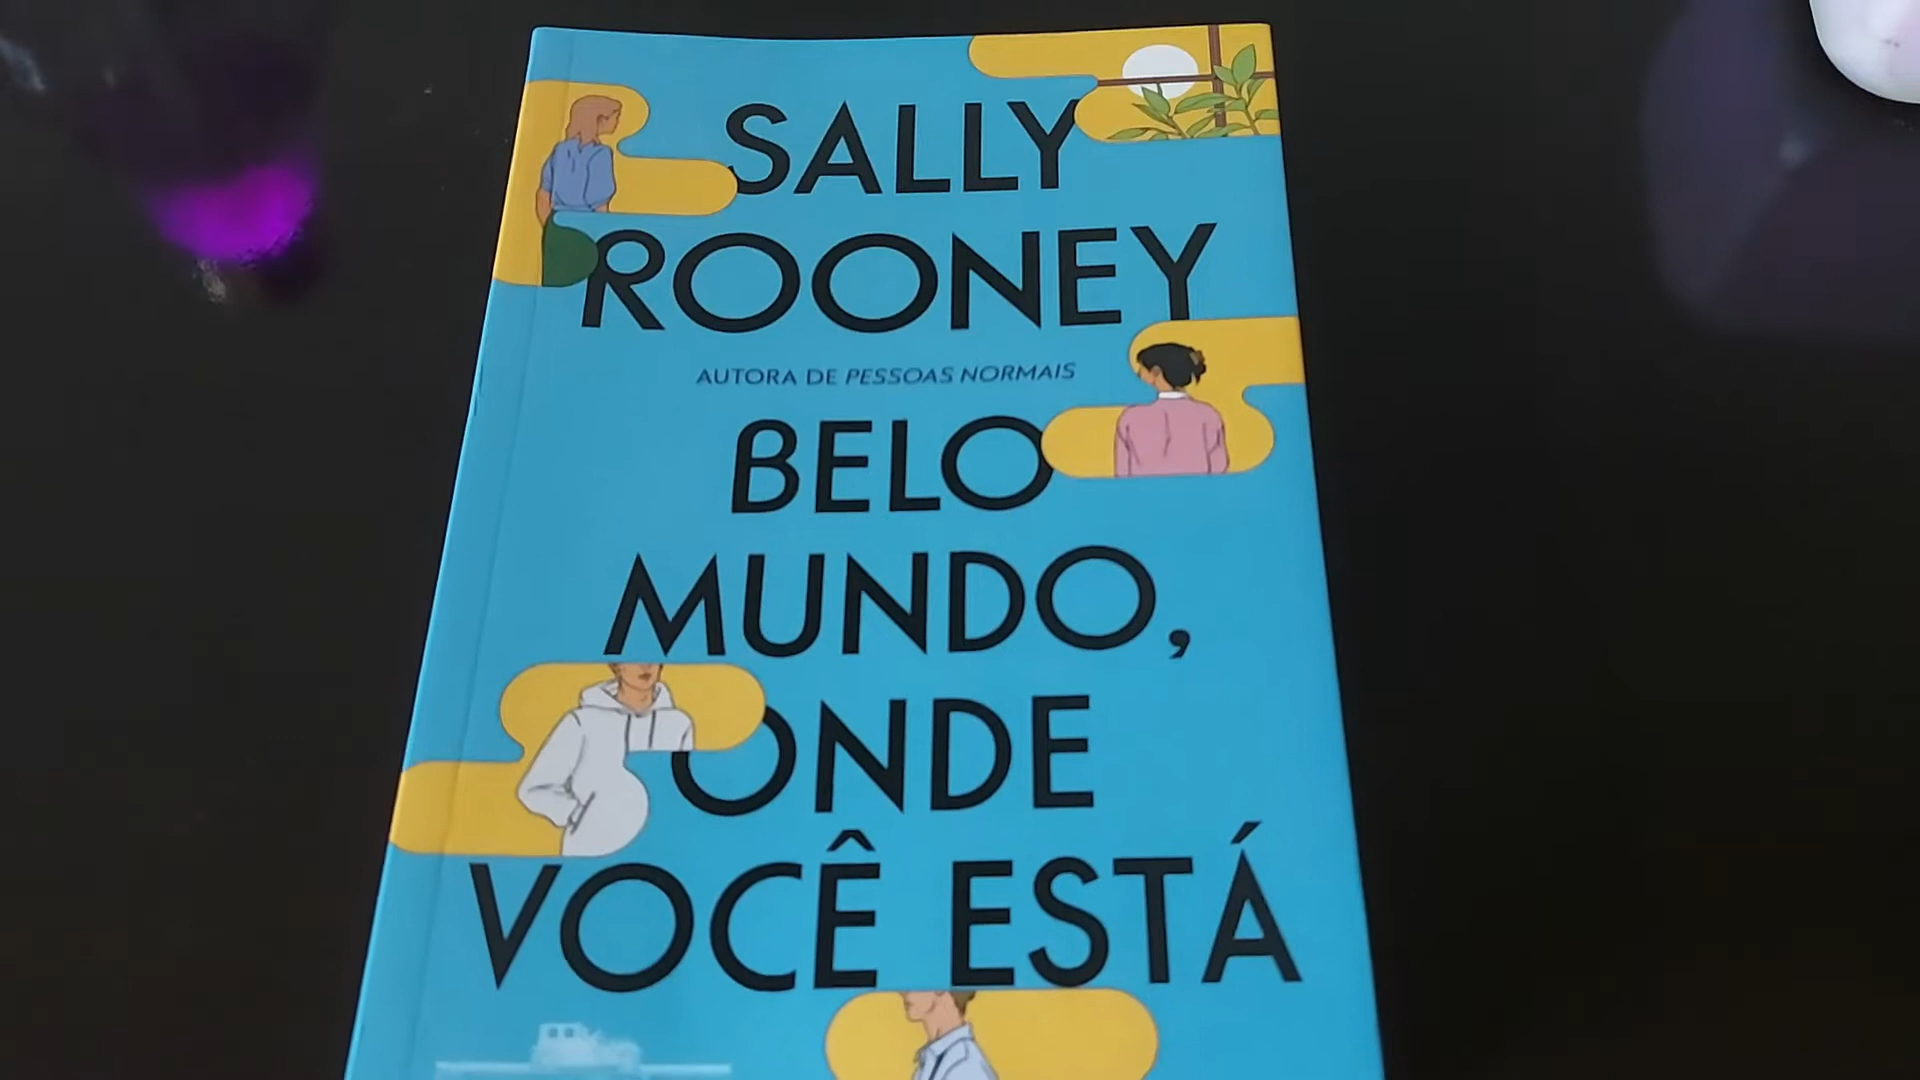 SALLY
ROONEY
AUTORA DE PESSOAS NORMAIS
BELO
MUNDO,
ONDE
VOCÊ ESTÁ